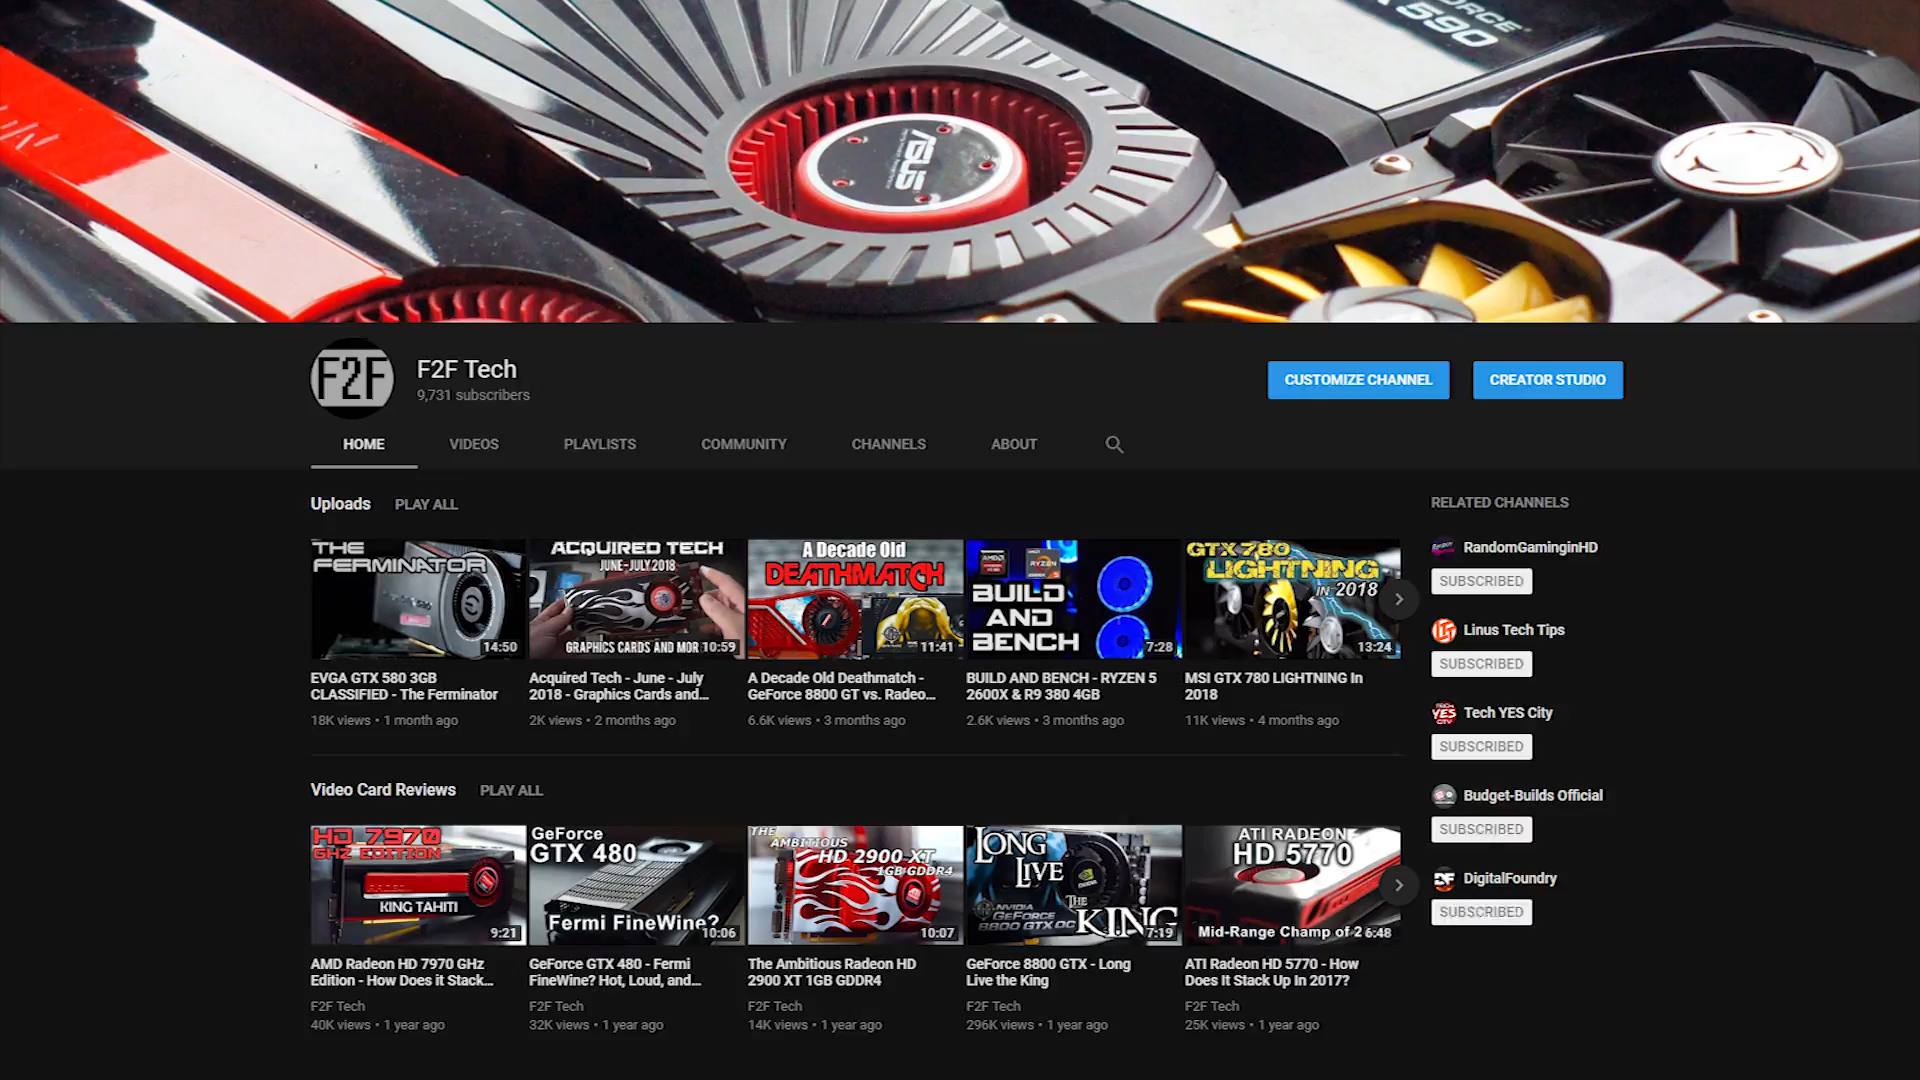 FORCE
590
ASUS
F2F
F2F Tech
9,731 subscribers
CUSTOMIZE CHANNEL
CREATOR STUDIO
HOME
VIDEOS
PLAYLISTS
COMMUNITY
CHANNELS
ABOUT
Uploads
PLAY ALL
THE
FERMINATOR
14:50
EVGA GTX 580 3GB
CLASSIFIED - The Ferminator
18K views • 1 month ago
ACQUIRED TECH
JUNE-JULY 2018
GRAPHICS CARDS AND MOR
10:59
Acquired Tech - June - July
2018 - Graphics Cards and...
2K views • 2 months ago
A Decade Old
DEATHMATCH
11:41
A Decade Old Deathmatch -
GeForce 8800 GT vs. Radeo...
6.6K views • 3 months ago
AMD
RYZEN
BUILD
AND
BENCH
7:28
BUILD AND BENCH - RYZEN 5
2600X & R9 380 4GB
2.6K views • 3 months ago
GTX 780
LIGHTNING
IN 2018
13:24
MSI GTX 780 LIGHTNING In
2018
11K views • 4 months ago
Video Card Reviews
PLAY ALL
HD 7970
GHZ EDITION
KING TAHITI
9:21
AMD Radeon HD 7970 GHz
Edition - How Does it Stack...
F2F Tech
40K views • 1 year ago
GeForce
GTX 480
Fermi FineWine?
10:06
GeForce GTX 480 - Fermi
FineWine? Hot, Loud, and...
F2F Tech
32K views • 1 year ago
THE
AMBITIOUS
HD 2900 XT
1GB GDDR4
10:07
The Ambitious Radeon HD
2900 XT 1GB GDDR4
F2F Tech
14K views • 1 year ago
LONG
LIVE
THE
KING
NVIDIA
GEFORCE
8800 GTX OC
7:19
GeForce 8800 GTX - Long
Live the King
F2F Tech
296K views • 1 year ago
ATI RADEON
HD 5770
Mid-Range Champ of 2
6:48
ATI Radeon HD 5770 - How
Does It Stack Up In 2017?
F2F Tech
25K views • 1 year ago
RELATED CHANNELS
RandomGaminginHD
SUBSCRIBED
Linus Tech Tips
SUBSCRIBED
TECH
YES
CITY
Tech YES City
SUBSCRIBED
Budget-Builds Official
SUBSCRIBED
DF
DigitalFoundry
SUBSCRIBED